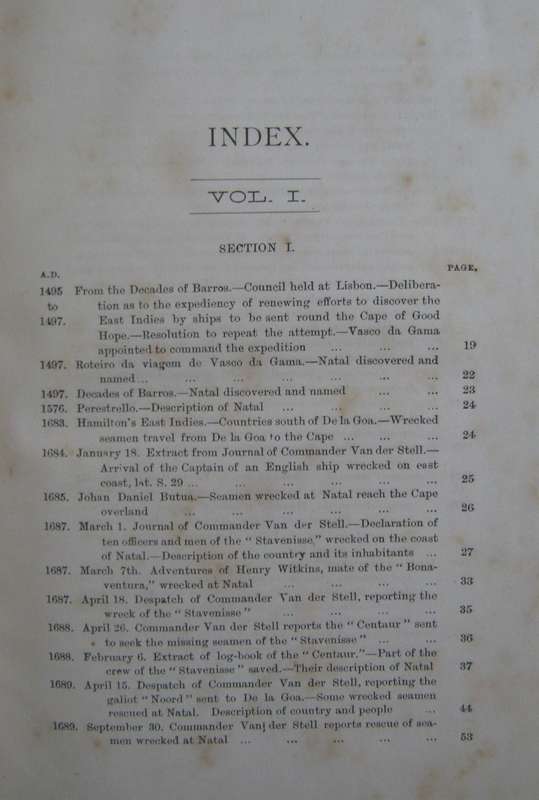 INDEX.
VOL. I.
SECTION I.
A.D. PAGE,
1495 From the Decades of Barros.—Council held at Lisbon.—Delibera-
to tion as to the expediency of renewing efforts to discover the
1497. East Indies by ships to be sent round the Cape of Good
Hope.—Resolution to repeat the attempt.—Vasco da Gama
appointed to command the expedition ... ... ... 19
1497. Roteiro da viagem de Vasco da Gama.—Natal discovered and
named ... ... ... ... ... ... ... 22
1497. Decades of Barros.—Natal discovered and named ... ... 23
1576. Perestrello.—Description of Natal ... ... ... ... 24
1683. Hamilton's East Indies.—Countries south of De la Goa.—Wrecked
seamen travel from De la Goa to the Cape ... ... ... 24
1684. January 18. Extract from Journal of Commander Van der Stell.—
Arrival of the Captain of an English ship wrecked on east
coast, lat. S. 29 ... ... ... ... ... ... 25
1685. Johan Daniel Butua.—Seamen wrecked at Natal reach the Cape
overland ... ... ... ... ... ... 26
1687. March 1. Journal of Commander Van der Stell.—Declaration of
ten officers and men of the "Stavenisse," wrecked on the coast
of Natal.—Description of the country and its inhabitants ... 27
1687. March 7th. Adventures of Henry Witkins, mate of the "Bona-
ventura," wrecked at Natal ... ... ... ... 33
1687. April 18. Despatch of Commander Van der Stell, reporting the
wreck of the "Stavenisse" ... ... ... ... 35
1688. April 26. Commander Van der Stell reports the "Centaur" sent
to seek the missing seamen of the "Stavenisse" ... ... 36
1688. February 6. Extract of log-book of the "Centaur."—Part of the
crew of the "Stavenisse" saved.—Their description of Natal 37
1689. April 15. Despatch of Commander Van der Stell, reporting the
galiot "Noord" sent to De la Goa.—Some wrecked seamen
rescued at Natal. Description of country and people ... 44
1689. September 30. Commander Vanj der Stell reports rescue of sea-
men wrecked at Natal ... ... ... ... ... 53